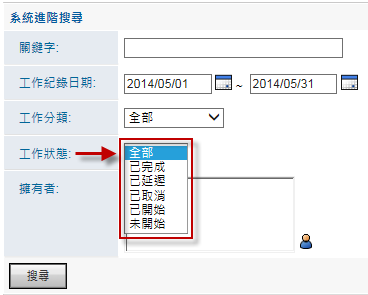 系統進階搜尋
關鍵字:
工作紀錄日期: 2014/05/01 ~ 2014/05/31
工作分類: 全部
工作狀態: 全部
已完成
已延遲
已取消
已開始
未開始
擁有者:
搜尋